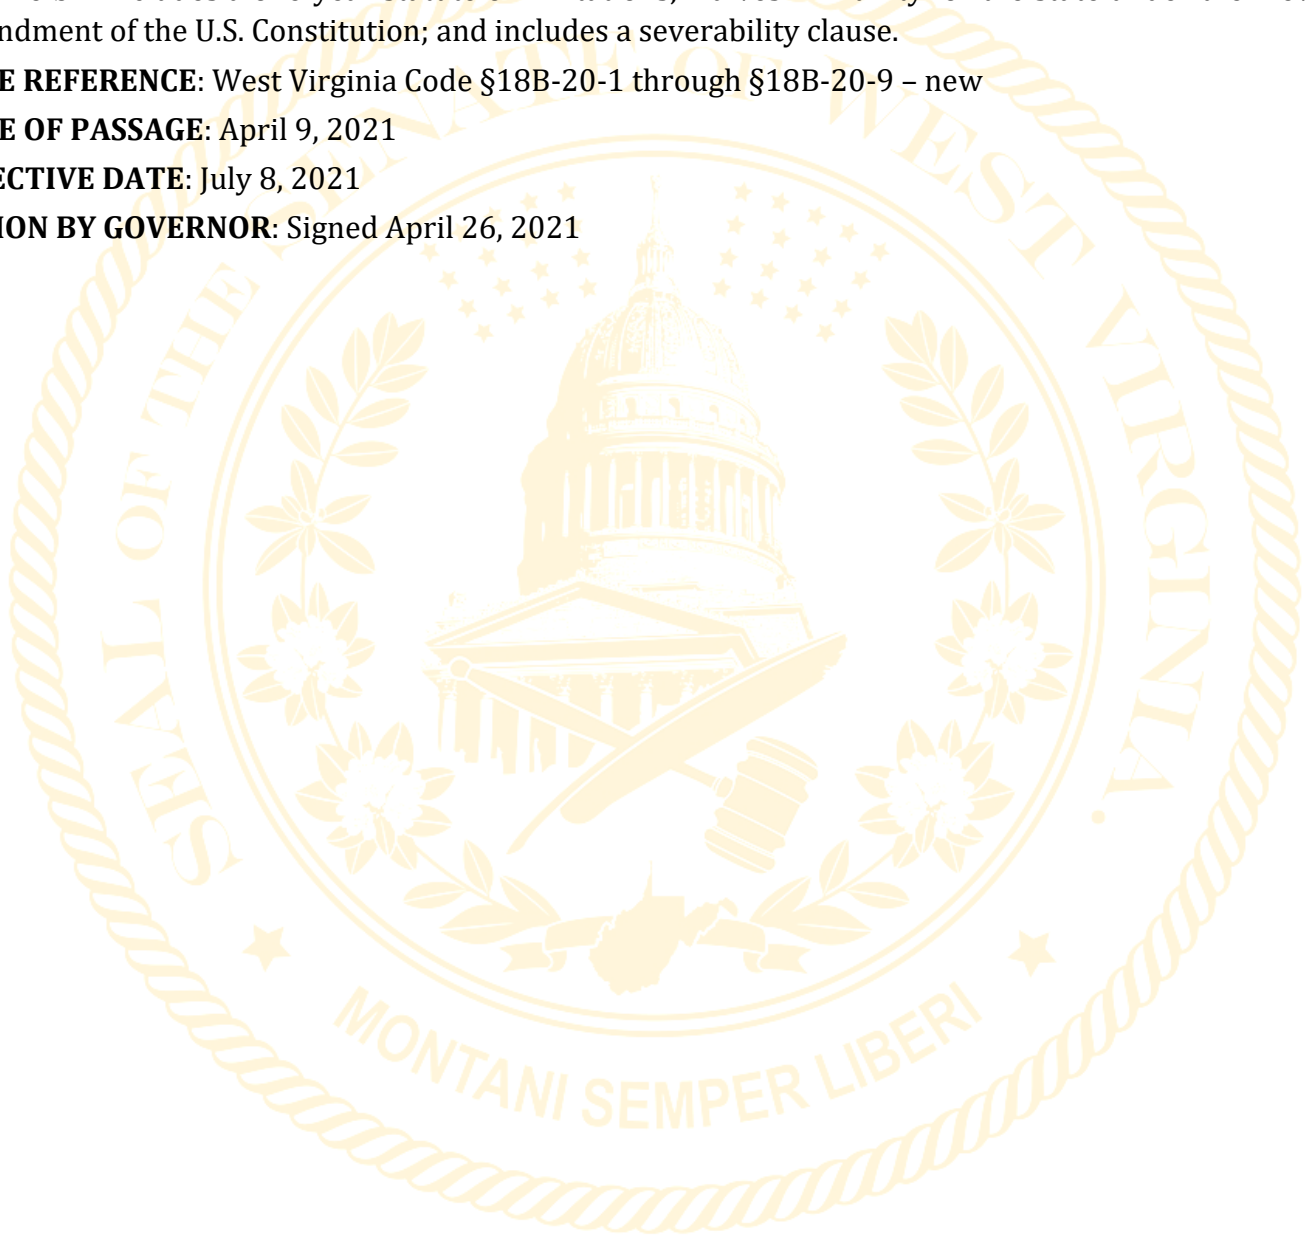 ndment of the U.S. Constitution; and includes a severability clause.
E REFERENCE: West Virginia Code §18B-20-1 through §18B-20-9 – new
E OF PASSAGE: April 9, 2021
ECTIVE DATE: July 8, 2021
ION BY GOVERNOR: Signed April 26, 2021
SEAL OF THE SENATE OF WEST VIRGINIA
MONTANI SEMPER LIBERI